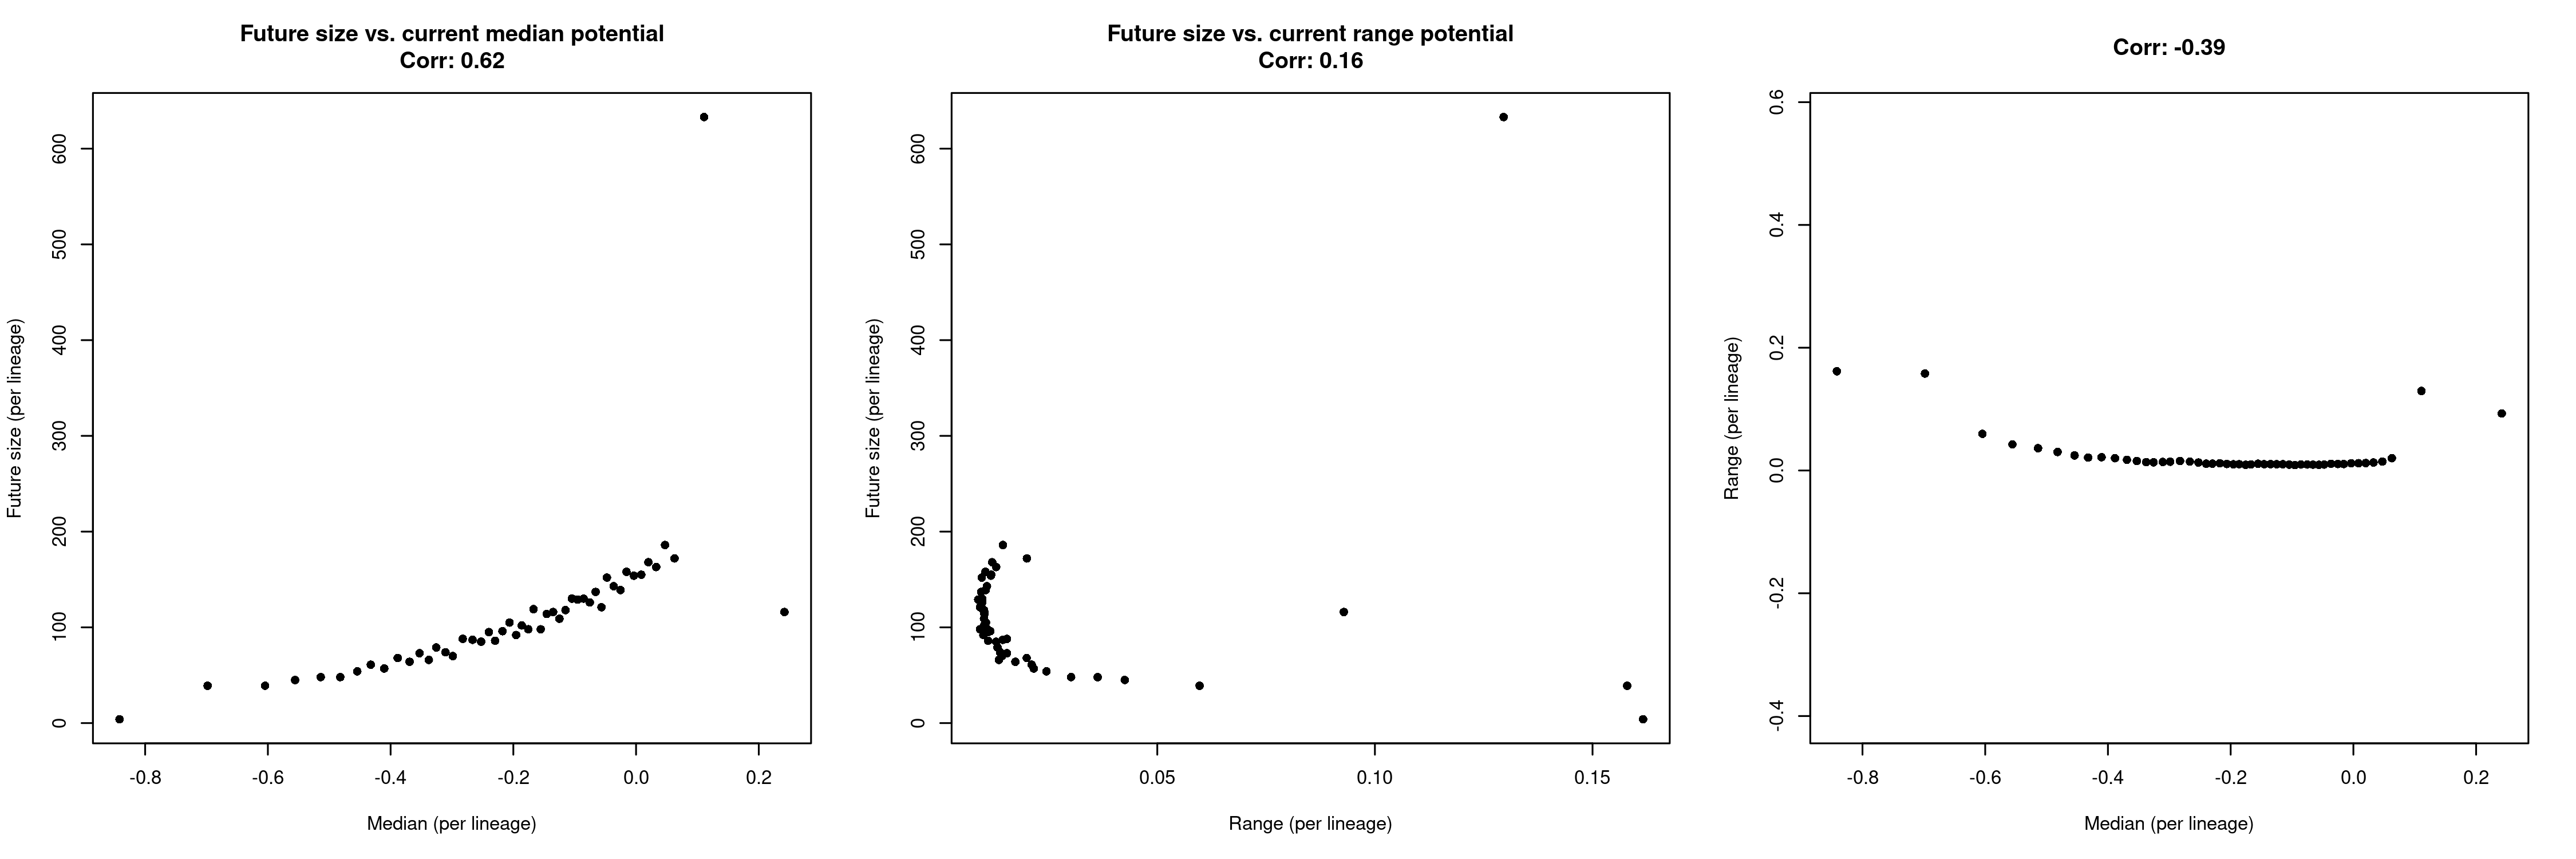 Future size vs. current median potential
Corr: 0.62
Future size (per lineage)
600
500
400
300
200
100
0
-0.8 -0.6 -0.4 -0.2 0.0 0.2
Median (per lineage)
Future size vs. current range potential
Corr: 0.16
Future size (per lineage)
600
500
400
300
200
100
0
0.05 0.10 0.15
Range (per lineage)
Corr: -0.39
Range (per lineage)
0.6
0.4
0.2
0.0
-0.2
-0.4
-0.8 -0.6 -0.4 -0.2 0.0 0.2
Median (per lineage)